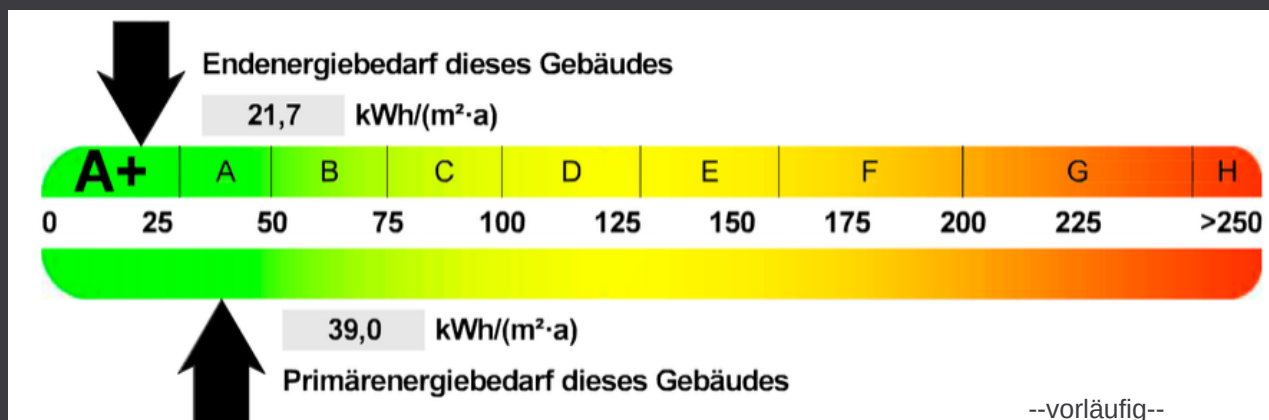 Endenergiebedarf dieses Gebäudes
21,7 kWh/(m²·a)
A+ A B C D E F G H
0 25 50 75 100 125 150 175 200 225 >250
39,0 kWh/(m²·a)
Primärenergiebedarf dieses Gebäudes
--vorläufig--